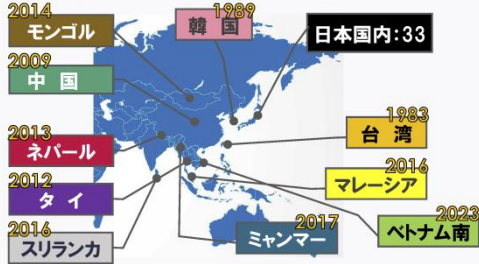 2014
モンゴル
1989
韓国
日本国内:33
2009
中国
1983
台湾
2013
ネパール
2016
マレーシア
2012
タイ
2023
ベトナム南
2016
スリランカ
2017
ミャンマー